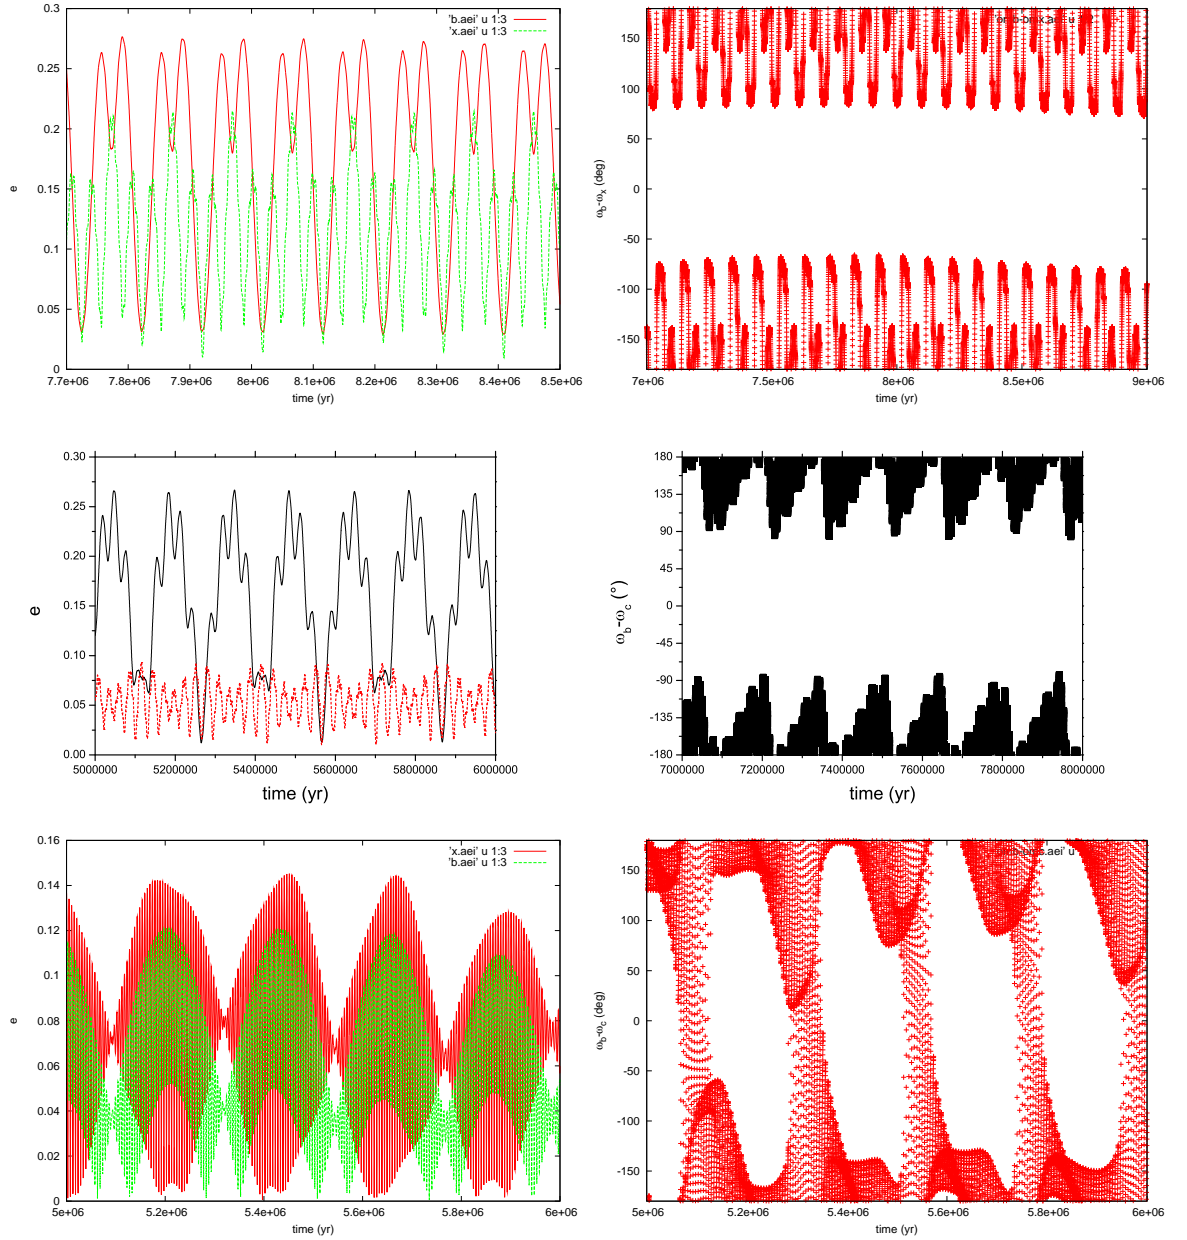 'b.aei' u 1:3
'x.aei' u 1:3
0.3
0.25
0.2
0.15
0.1
0.05
0
e
7.7e+06 7.8e+06 7.9e+06 8e+06 8.1e+06 8.2e+06 8.3e+06 8.4e+06 8.5e+06
time (yr)
150
100
50
0
-50
-100
-150
ω_b-ω_x (deg)
7e+06 7.5e+06 8e+06 8.5e+06 9e+06
time (yr)
0.30
0.25
0.20
0.15
0.10
0.05
0.00
e
5000000 5200000 5400000 5600000 5800000 6000000
time (yr)
180
135
90
45
0
-45
-90
-135
-180
ω_b-ω_c (°)
7000000 7200000 7400000 7600000 7800000 8000000
time (yr)
'x.aei' u 1:3
'b.aei' u 1:3
0.16
0.14
0.12
0.1
0.08
0.06
0.04
0.02
0
e
5e+06 5.2e+06 5.4e+06 5.6e+06 5.8e+06 6e+06
time (yr)
150
100
50
0
-50
-100
-150
ω_b-ω_c (deg)
5e+06 5.2e+06 5.4e+06 5.6e+06 5.8e+06 6e+06
time (yr)